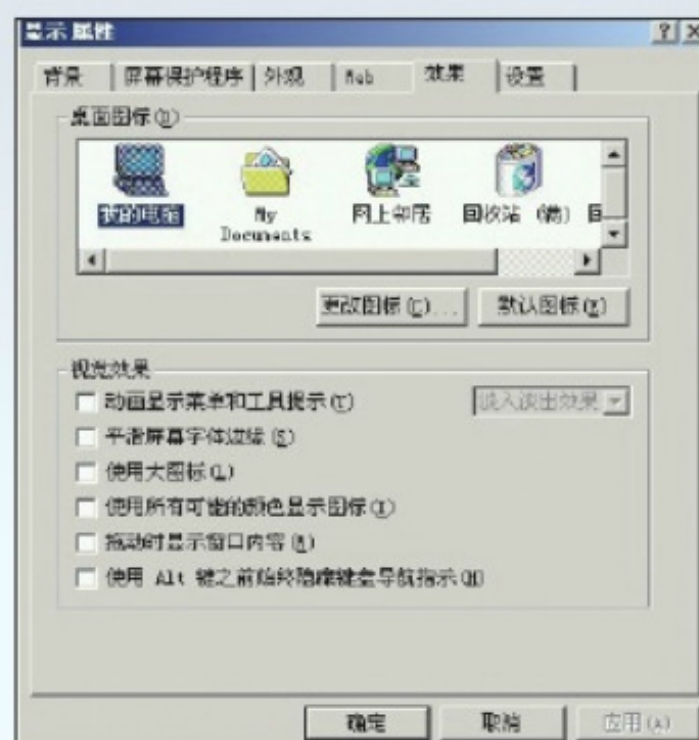 显示 属性
背景 屏幕保护程序 外观 Web 效果 设置
桌面图标(D)
我的电脑 My Documents 网上邻居 回收站 (满) 回
更改图标(C)... 默认图标(E)
视觉效果
动画显示菜单和工具提示(T) 淡入淡出效果
平滑屏幕字体边缘(S)
使用大图标(L)
使用所有可能的颜色显示图标(I)
拖动时显示窗口内容(W)
使用 Alt 键之前始终隐藏键盘导航指示(H)
确定 取消 应用(A)